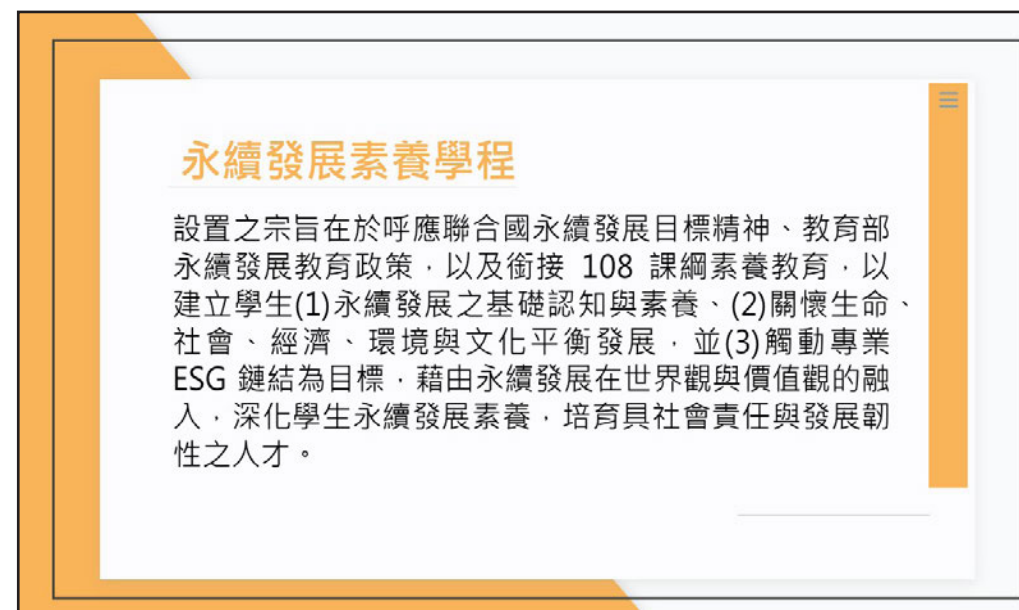 永續發展素養學程
設置之宗旨在於呼應聯合國永續發展目標精神、教育部
永續發展教育政策，以及銜接 108 課綱素養教育，以
建立學生(1)永續發展之基礎認知與素養、(2)關懷生命、
社會、經濟、環境與文化平衡發展，並(3)觸動專業
ESG 鏈結為目標，藉由永續發展在世界觀與價值觀的融
入，深化學生永續發展素養，培育具社會責任與發展韌
性之人才。